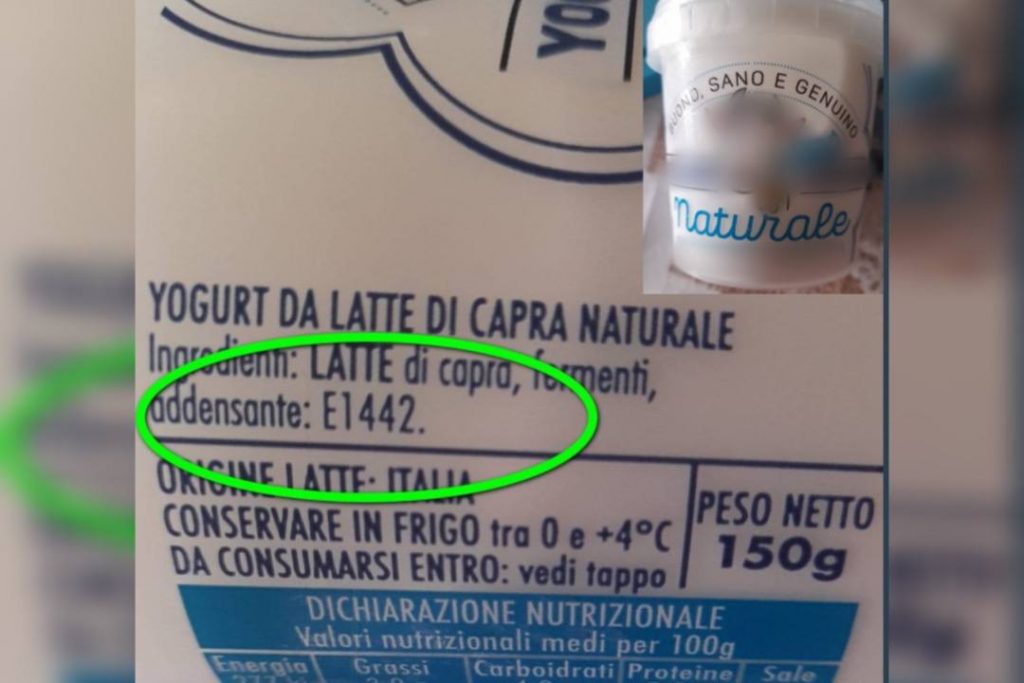 YOG
BUONO, SANO E GENUINO
naturale
YOGURT DA LATTE DI CAPRA NATURALE
Ingredienti: LATTE di capra, fermenti,
addensante: E1442.
ORIGINE LATTE: ITALIA
CONSERVARE IN FRIGO tra 0 e +4°C
DA CONSUMARSI ENTRO: vedi tappo
PESO NETTO
150g
DICHIARAZIONE NUTRIZIONALE
Valori nutrizionali medi per 100g
Energia Grassi Carboidrati Proteine Sale